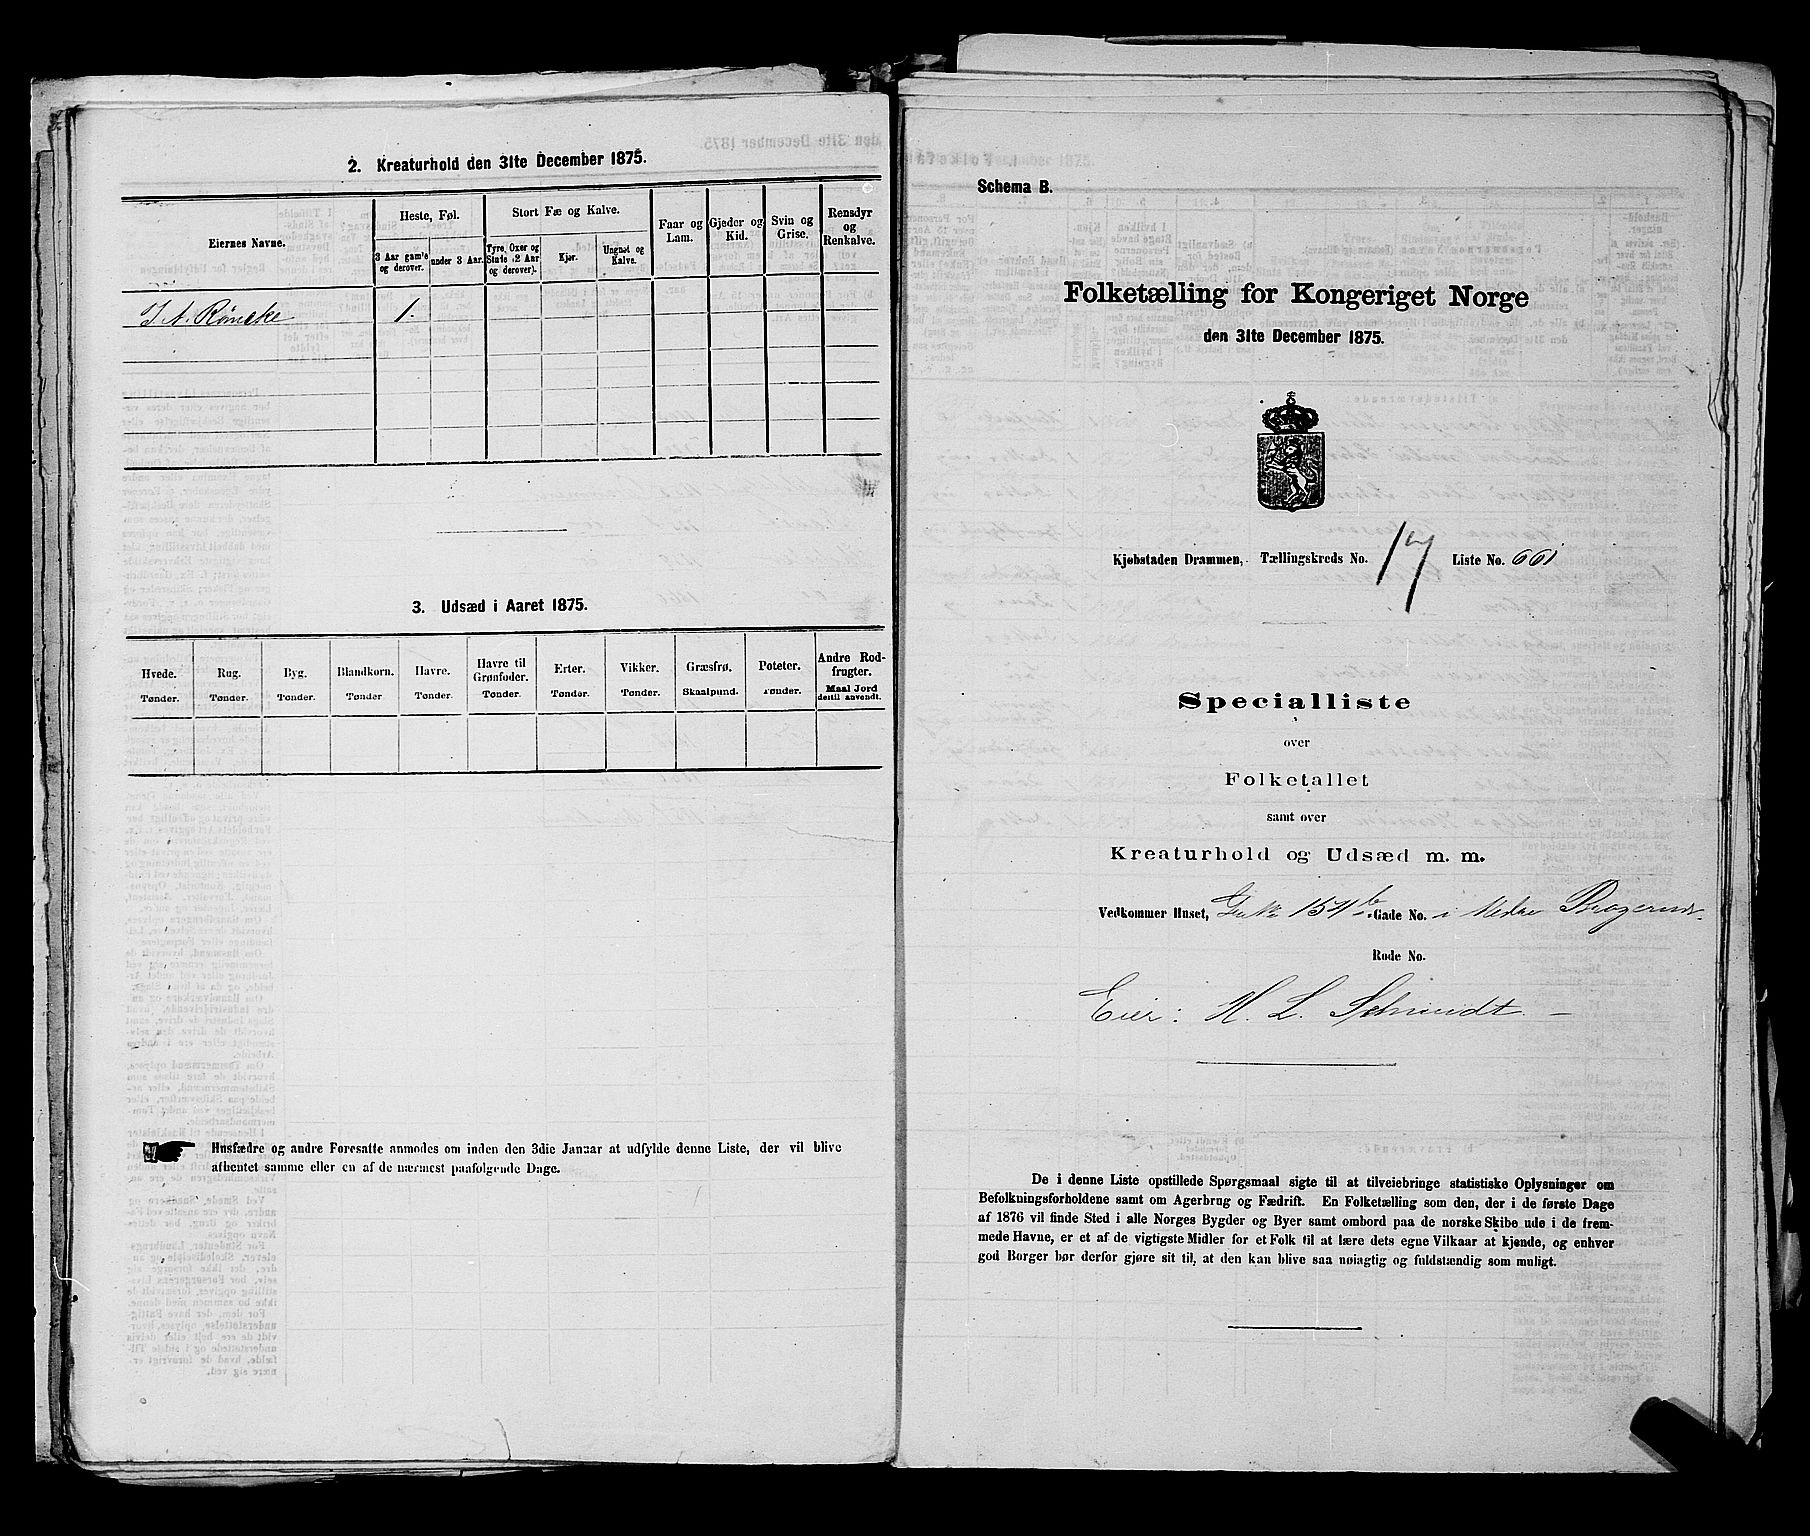 2. Kreaturhold den 31te December 1875.
Eiernes Navne.
Heste, Føl.
3 Aar gamle og derover.
under 3 Aar.
Stort Fæ og Kalve.
Tyre, Oxer og Stude (2 Aar og derover).
Kjør.
Ungnøt og Kalve.
Faar og Lam.
Gjeder og Kid.
Svin og Grise.
Rensdyr og Renkalve.
J. A. Römcke 1.
3. Udsæd i Aaret 1875.
Hvede. Rug. Byg. Blandkorn. Havre. Havre til Grønfoder. Erter. Vikker. Græsfrø. Poteter. Andre Rodfrugter.
Tønder. Tønder. Tønder. Tønder Tønder. Tønder. Tønder. Tønder. Skaalpund. Tønder. Maal Jord dertil anvendt.
Husfædre og andre Foresatte anmodes om inden den 3die Januar at udfylde denne Liste, der vil blive
afhentet samme eller en af de nærmest paafølgende Dage.
Schema B.
Folketælling for Kongeriget Norge
den 31te December 1875.
Kjøbstaden Drammen, Tællingskreds No. 17 Liste No. 661
Specialliste
over
Folketallet
samt over
Kreaturhold og Udsæd m. m.
Vedkommer Huset, 154 b. Gade No. i Nedre Bragernes.
Rode No.
Eier: H. L. Schmidt.
De i denne Liste opstillede Spørgsmaal sigte til at tilveiebringe statistiske Oplysninger om
Befolkningsforholdene samt om Agerbrug og Fædrift. En Folketælling som den, der i de første Dage
af 1876 vil finde Sted i alle Norges Bygder og Byer samt ombord paa de norske Skibe ude i de frem-
mede Havne, er et af de vigtigste Midler for et Folk til at lære dets egne Vilkaar at kjende, og enhver
god Borger bør derfor gjøre sit til, at den kan blive saa nøiagtig og fuldstændig som muligt.